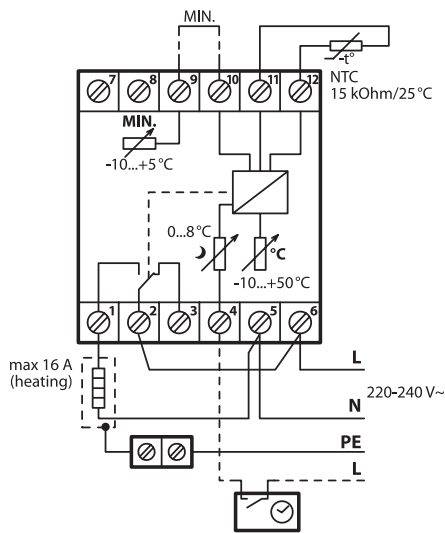 MIN.
-t°
NTC
15 kOhm/25°C
7
8
9
10
11
12
MIN.
-10...+5°C
0...8°C
°C
-10...+50°C
1
2
3
4
5
6
max 16 A
(heating)
L
220-240 V~
N
PE
L